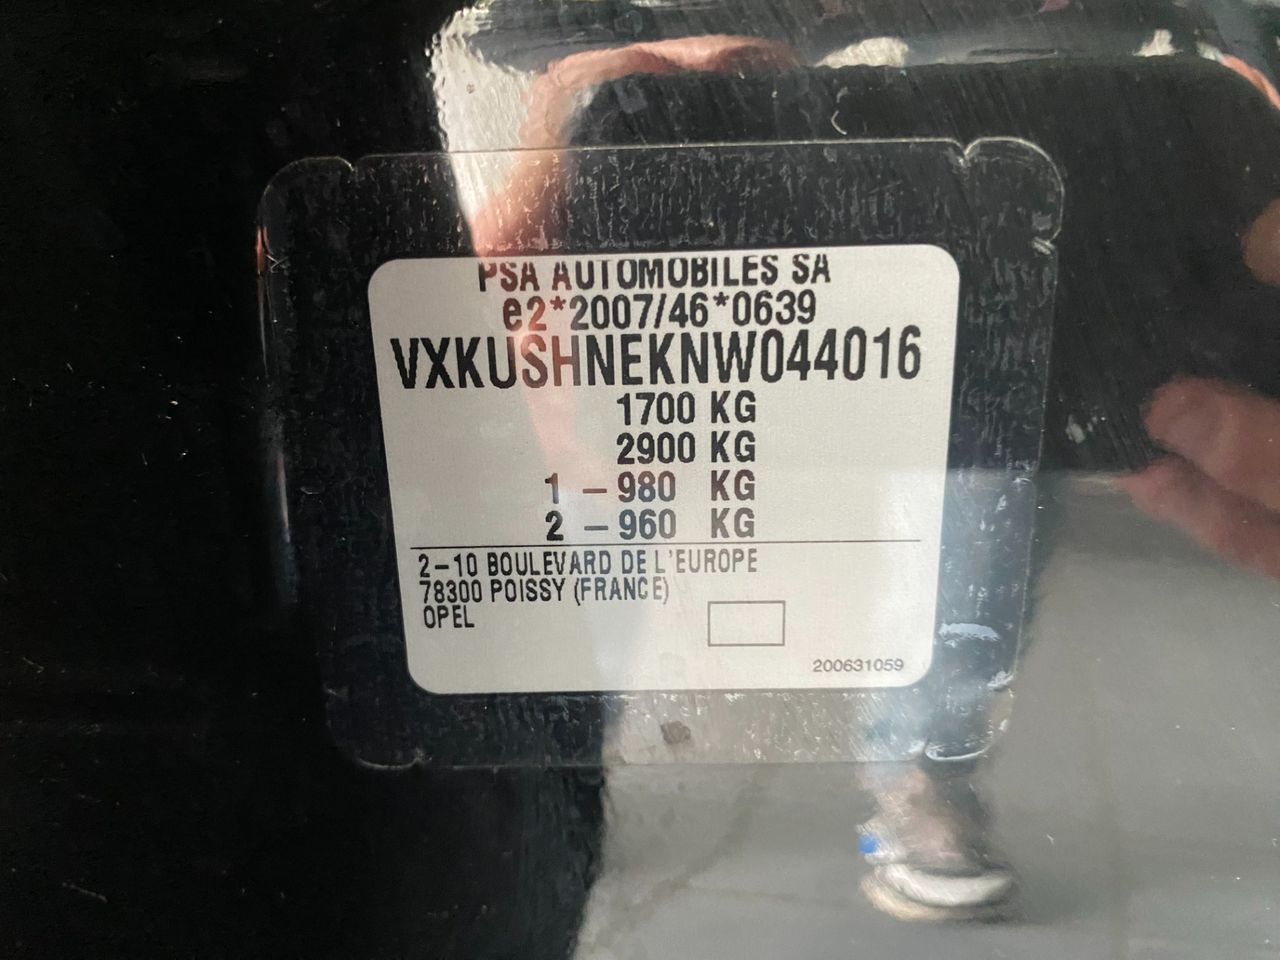 PSA AUTOMOBILES SA
e2*2007/46*0639
VXKUSHNEKNW044016
1700 KG
2900 KG
1 – 980 KG
2 – 960 KG
2–10 BOULEVARD DE L'EUROPE
78300 POISSY (FRANCE)
OPEL
200631059